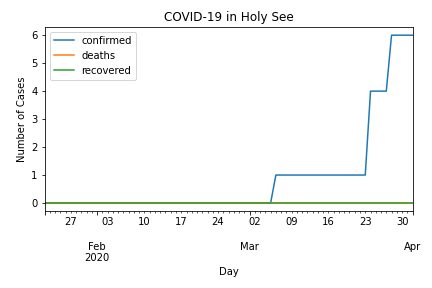 COVID-19 in Holy See
confirmed
deaths
recovered
Number of Cases
6
5
4
3
2
1
0
27 03 10 17 24 02 09 16 23 30
Feb Mar Apr
2020
Day